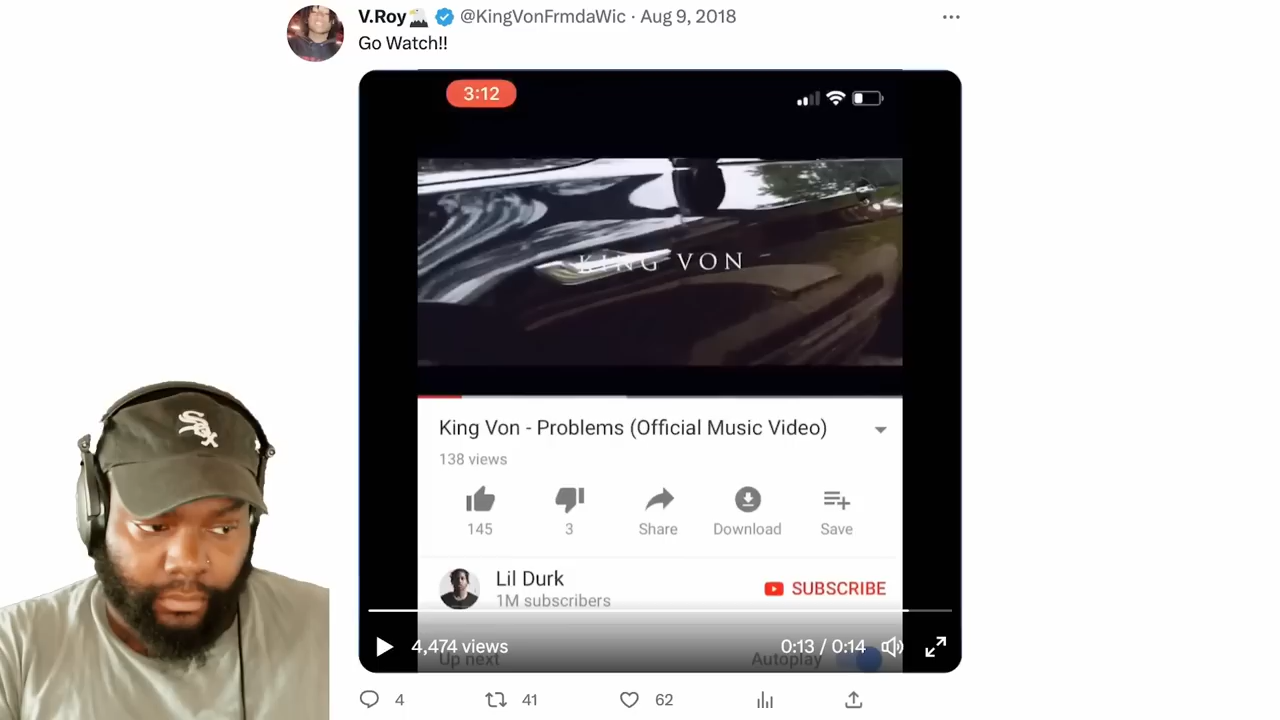 V.Roy🦅 @KingVonFrmdaWic · Aug 9, 2018
Go Watch!!
3:12
KING VON
King Von - Problems (Official Music Video)
138 views
145
3
Share
Download
Save
Lil Durk
1M subscribers
SUBSCRIBE
4,474 views
0:13 / 0:14
Up next
Autoplay
4
41
62
Sox